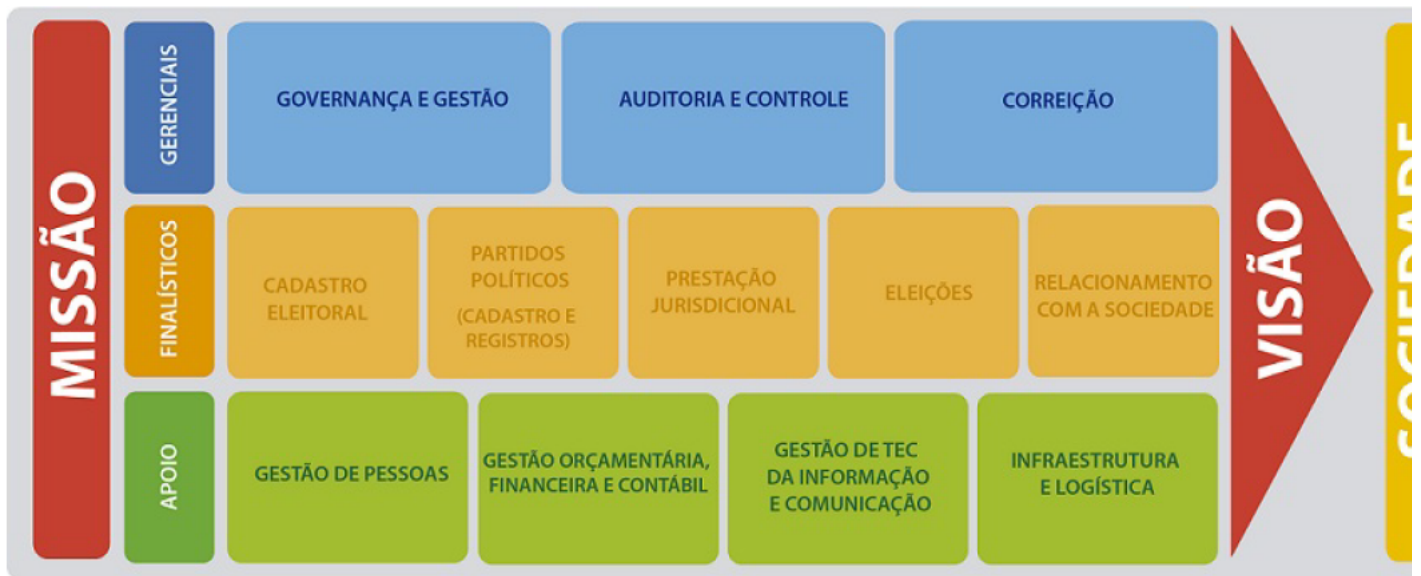 MISSÃO
GERENCIAIS
GOVERNANÇA E GESTÃO
AUDITORIA E CONTROLE
CORREIÇÃO
FINALÍSTICOS
CADASTRO
ELEITORAL
PARTIDOS
POLÍTICOS
(CADASTRO E
REGISTROS)
PRESTAÇÃO
JURISDICIONAL
ELEIÇÕES
RELACIONAMENTO
COM A SOCIEDADE
APOIO
GESTÃO DE PESSOAS
GESTÃO ORÇAMENTÁRIA,
FINANCEIRA E CONTÁBIL
GESTÃO DE TEC
DA INFORMAÇÃO
E COMUNICAÇÃO
INFRAESTRUTURA
E LOGÍSTICA
VISÃO
SOCIEDADE